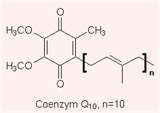 O
H₃CO
CH₃
H₃CO
O
n
Coenzym Q₁₀, n=10